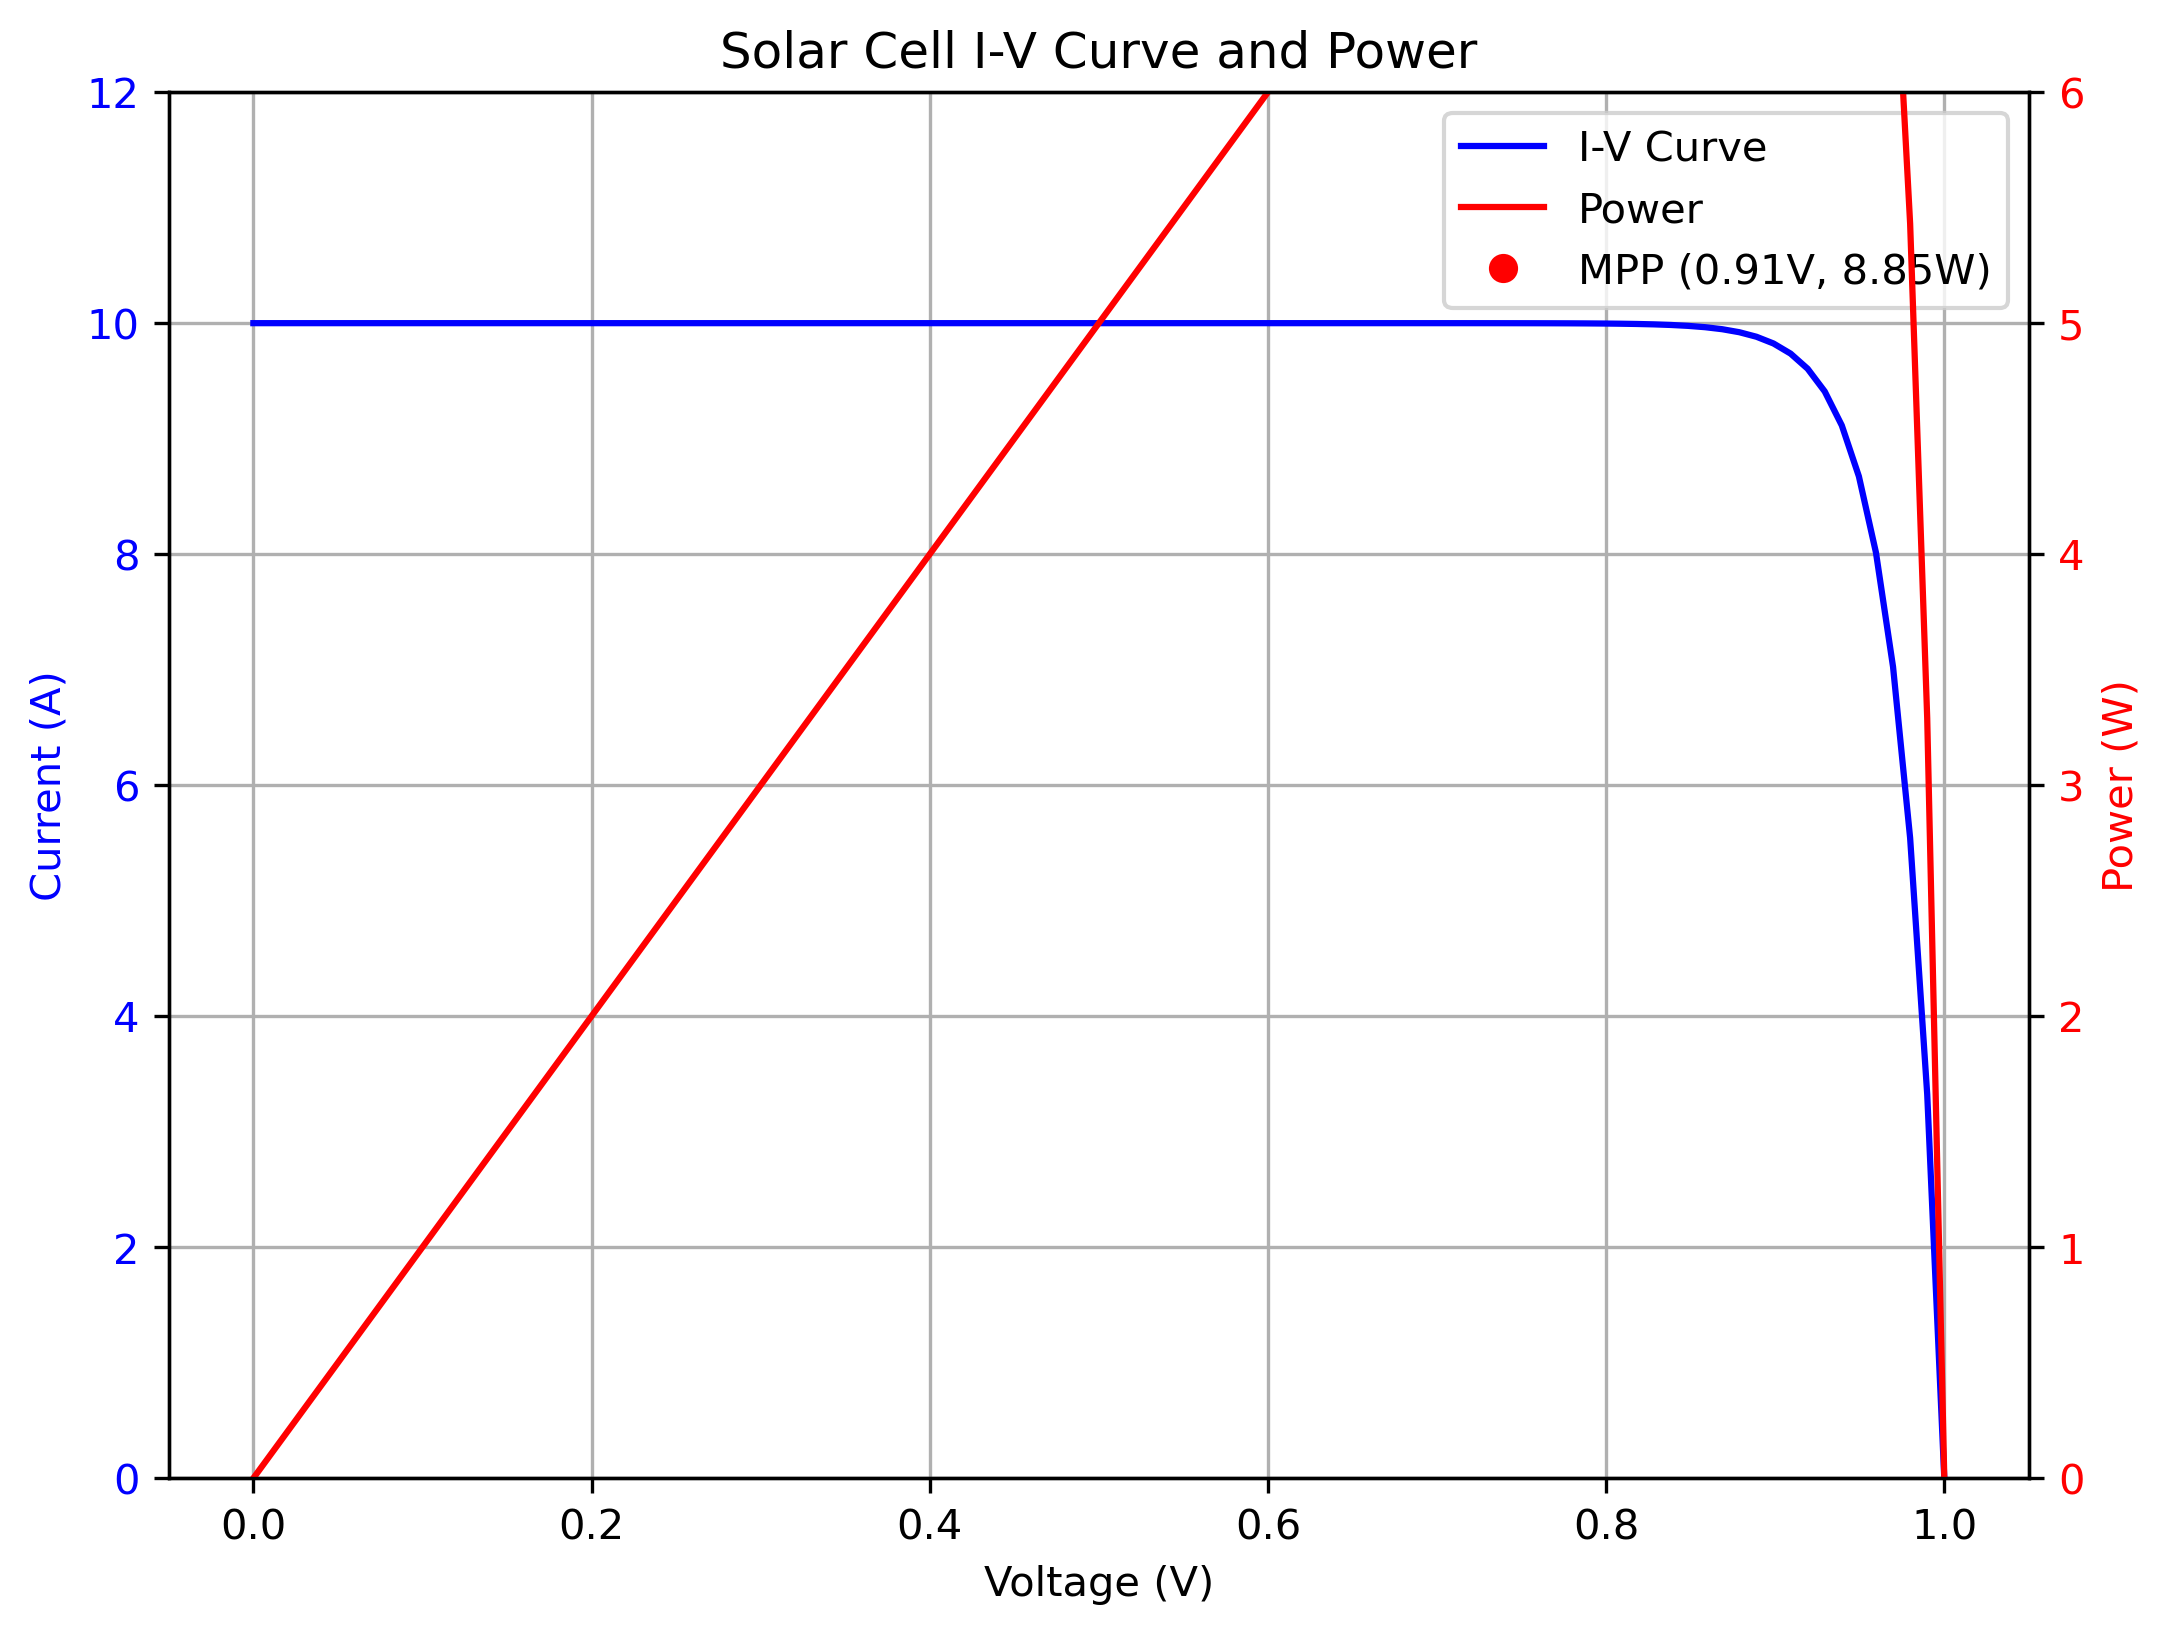 Solar Cell I-V Curve and Power
12
10
8
6
4
2
0
Current (A)
I-V Curve
Power
MPP (0.91V, 8.85W)
6
5
4
3
2
1
0
Power (W)
0.0 0.2 0.4 0.6 0.8 1.0
Voltage (V)